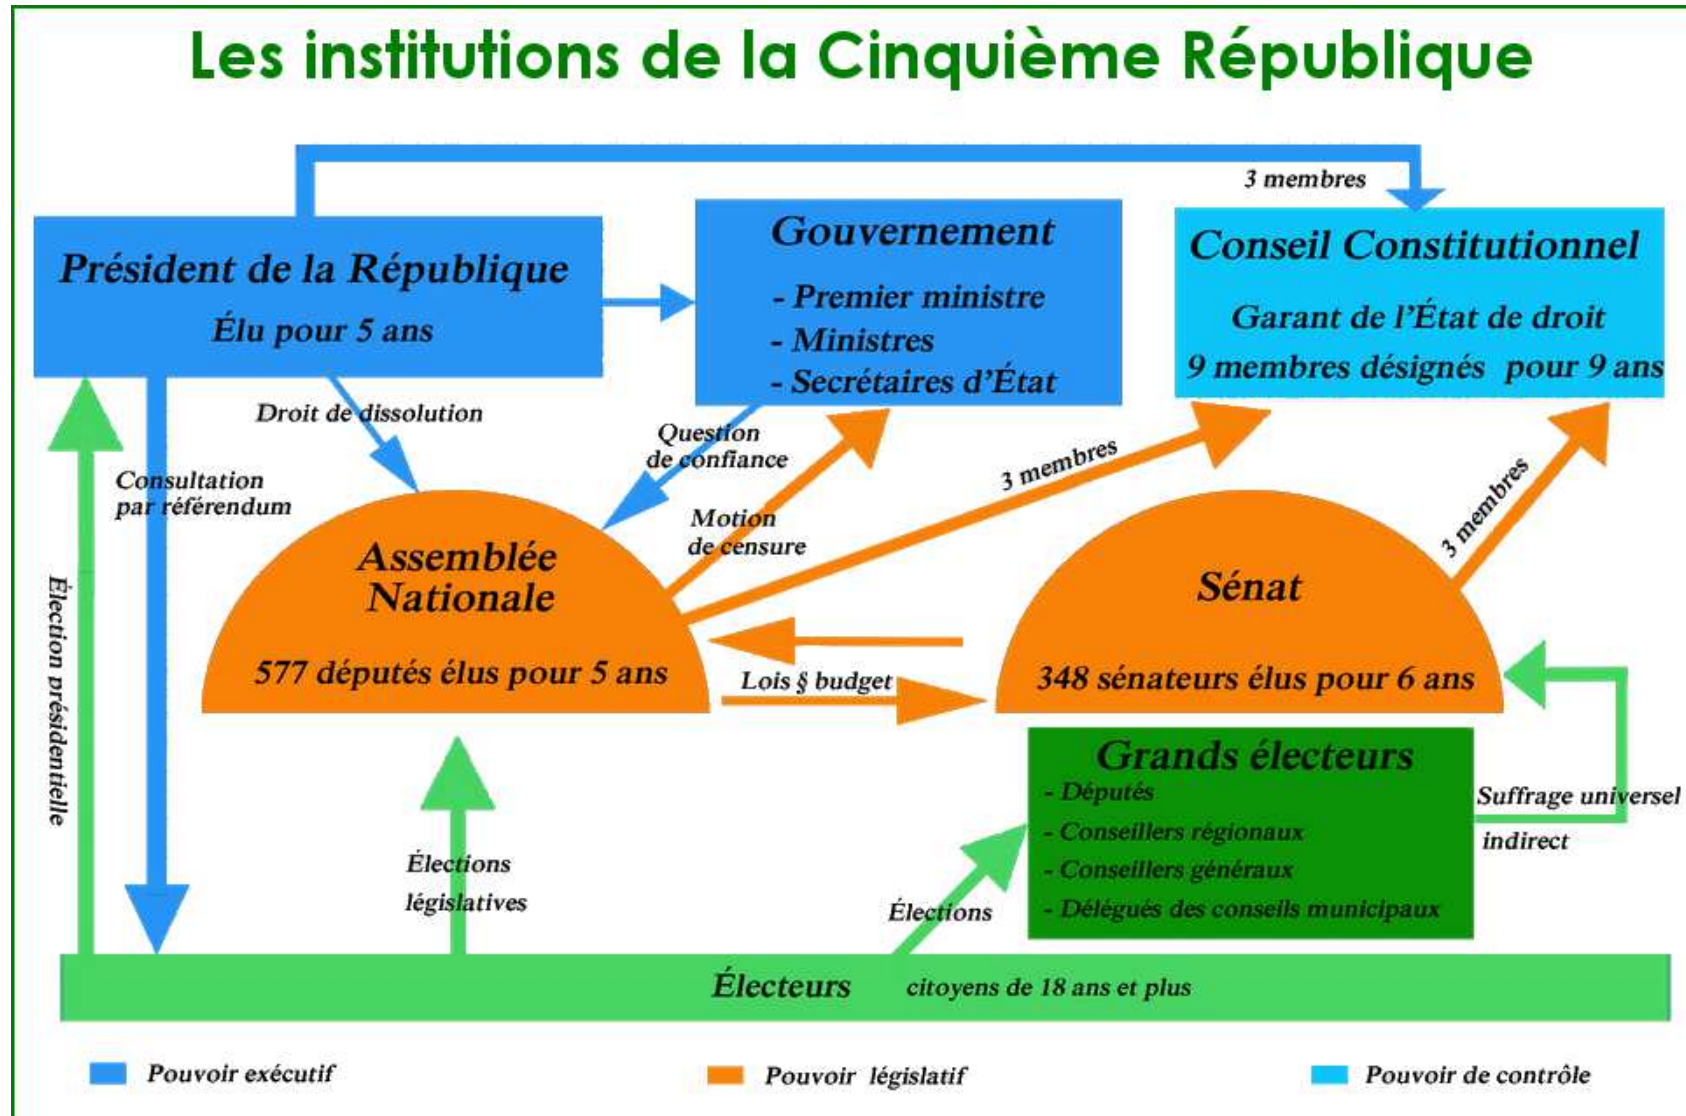 Les institutions de la Cinquième République
3 membres
Président de la République
Élu pour 5 ans
Gouvernement
- Premier ministre
- Ministres
- Secrétaires d'État
Conseil Constitutionnel
Garant de l'État de droit
9 membres désignés pour 9 ans
Droit de dissolution
Question
de confiance
Consultation
par référendum
Motion
de censure
3 membres
3 membres
Élection présidentielle
Assemblée
Nationale
577 députés élus pour 5 ans
Lois § budget
Sénat
348 sénateurs élus pour 6 ans
Grands électeurs
- Députés
- Conseillers régionaux
- Conseillers généraux
- Délégués des conseils municipaux
Suffrage universel
indirect
Élections
législatives
Élections
Électeurs citoyens de 18 ans et plus
Pouvoir exécutif
Pouvoir législatif
Pouvoir de contrôle